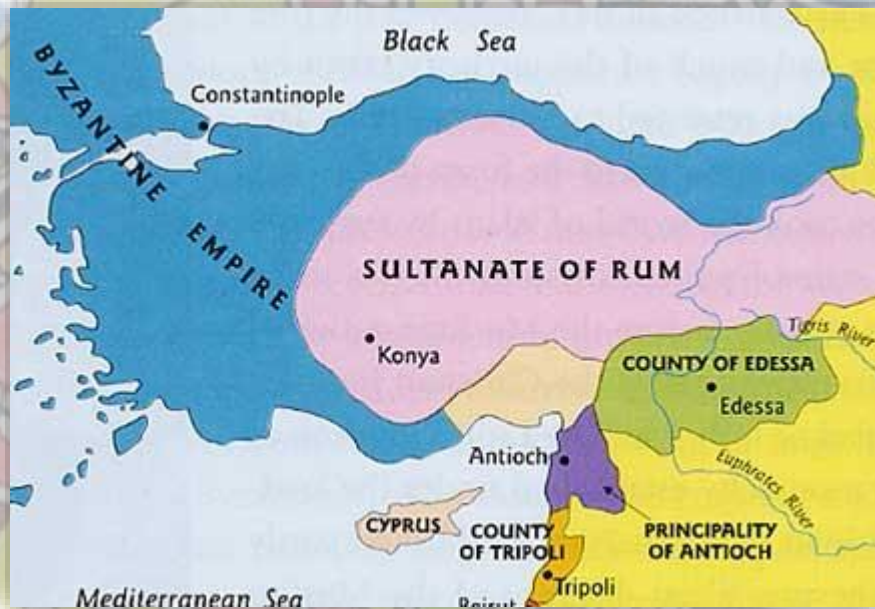 Black Sea
BYZANTINE EMPIRE
Constantinople
SULTANATE OF RUM
Konya
Tigris River
COUNTY OF EDESSA
Edessa
Antioch
Euphrates River
CYPRUS
COUNTY
OF TRIPOLI
PRINCIPALITY
OF ANTIOCH
Tripoli
Mediterranean Sea
Beirut